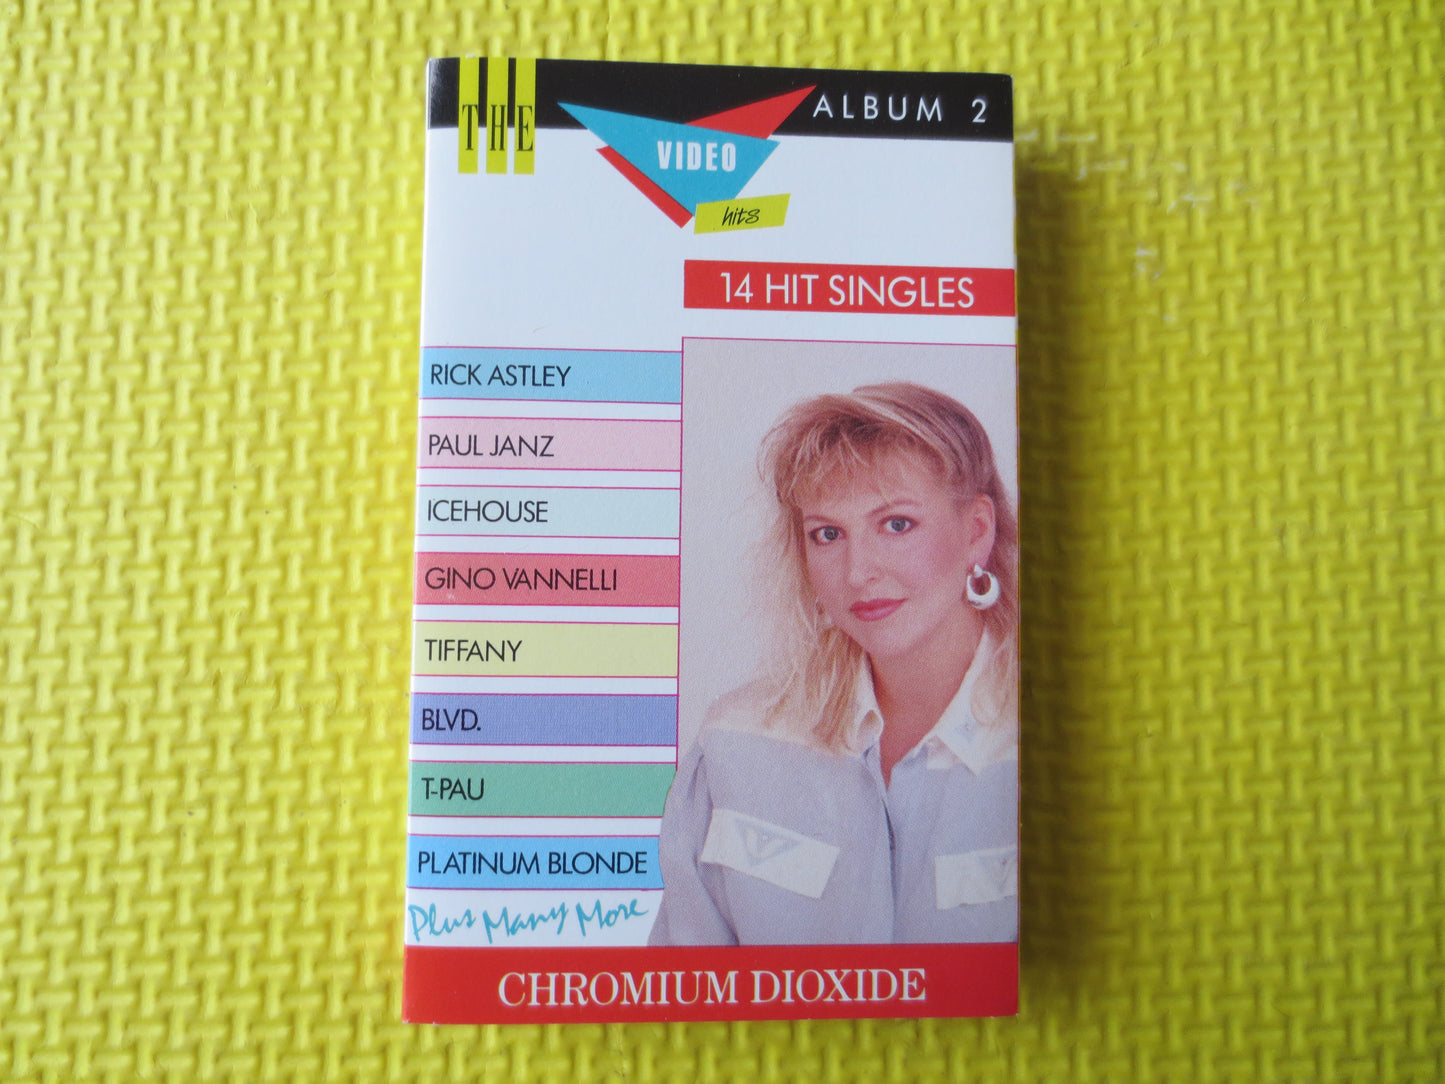 THE
VIDEO
hits
ALBUM 2
14 HIT SINGLES
RICK ASTLEY
PAUL JANZ
ICEHOUSE
GINO VANNELLI
TIFFANY
BLVD.
T-PAU
PLATINUM BLONDE
Plus Many More
CHROMIUM DIOXIDE